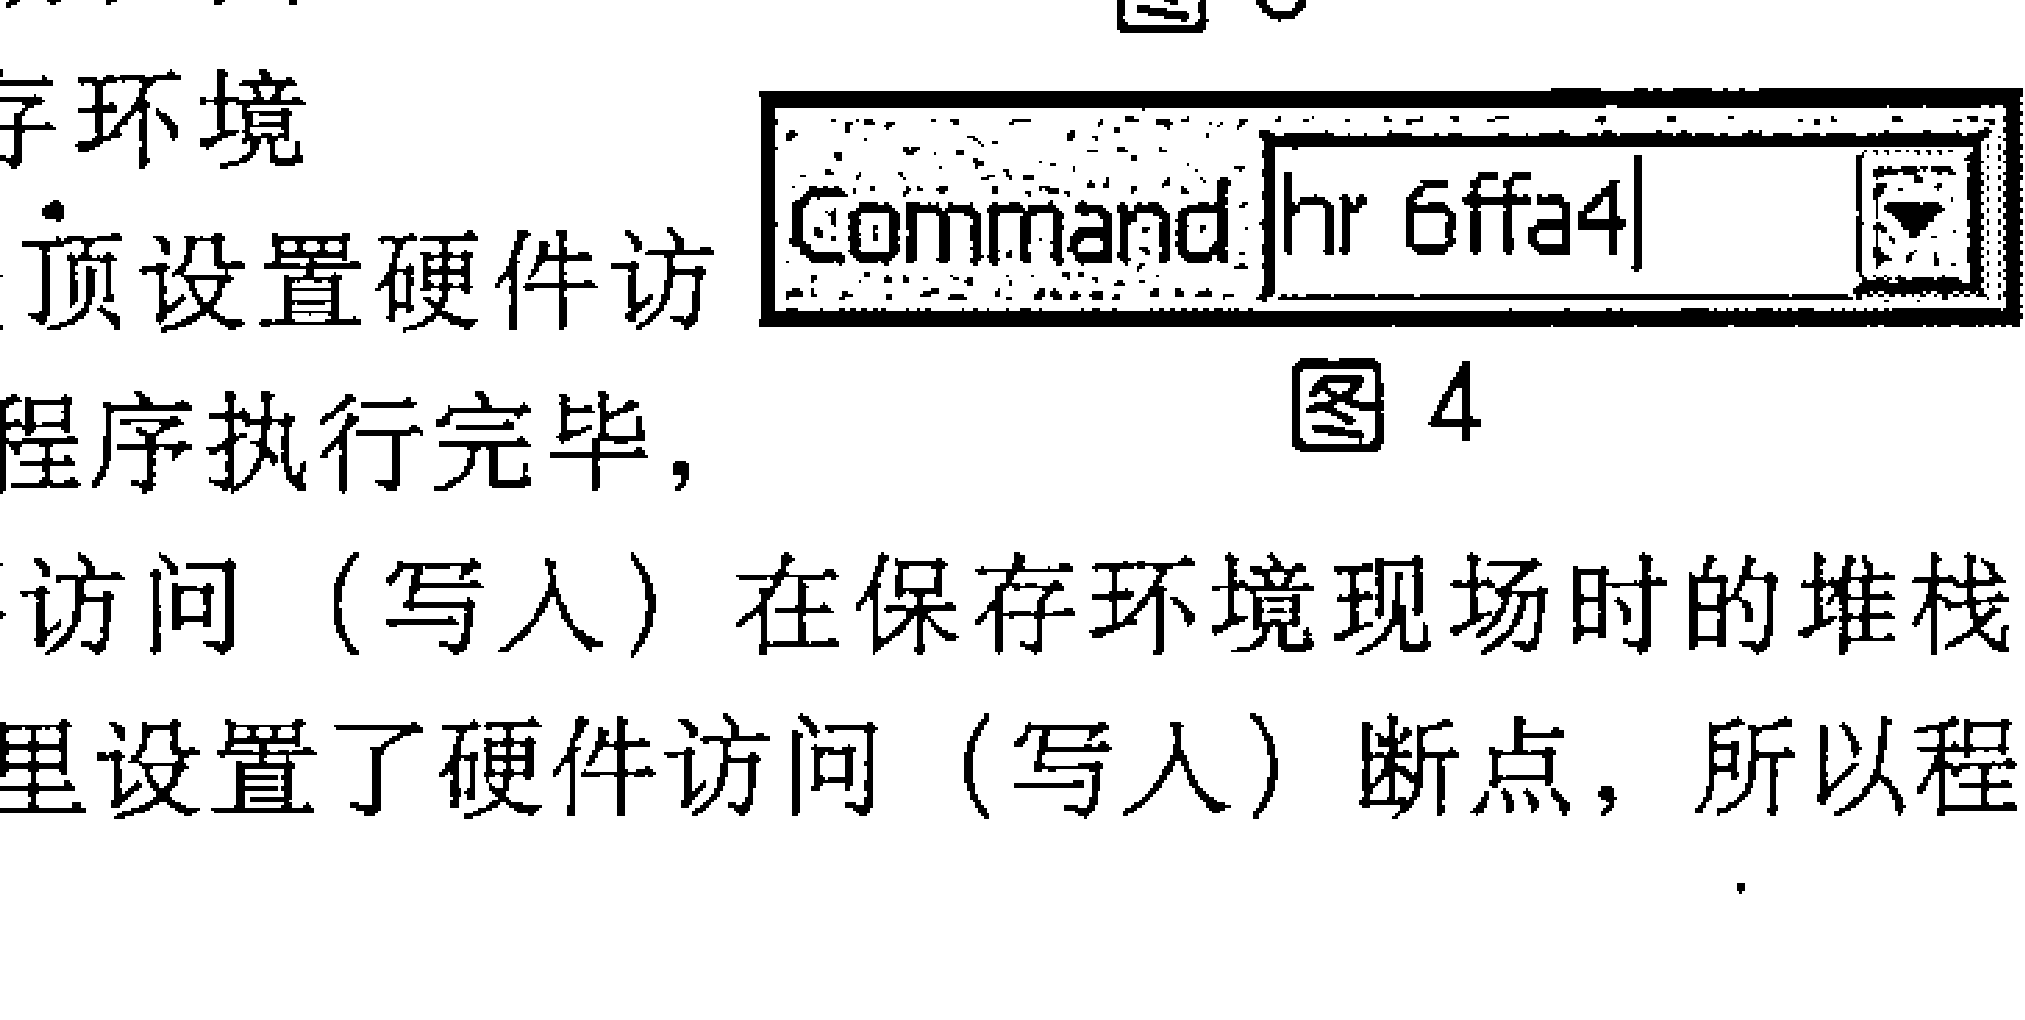 存环境
Command hr 6ffa4
顶设置硬件访
图 4
程序执行完毕，
访问（写入）在保存环境现场时的堆栈
里设置了硬件访问（写入）断点，所以程